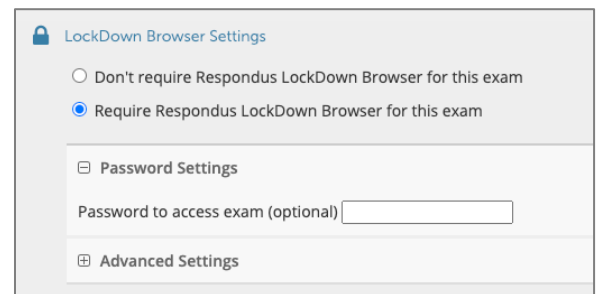 LockDown Browser Settings
Don't require Respondus LockDown Browser for this exam
Require Respondus LockDown Browser for this exam
Password Settings
Password to access exam (optional)
Advanced Settings